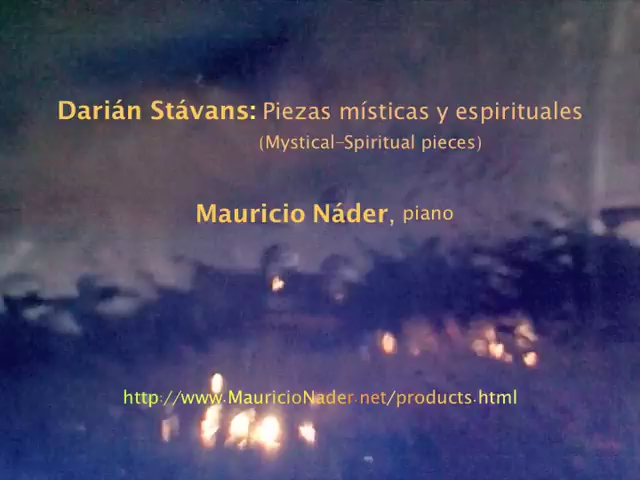 Darián Stávans: Piezas místicas y espirituales
(Mystical-Spiritual pieces)
Mauricio Náder, piano
http://www.MauricioNader.net/products.html